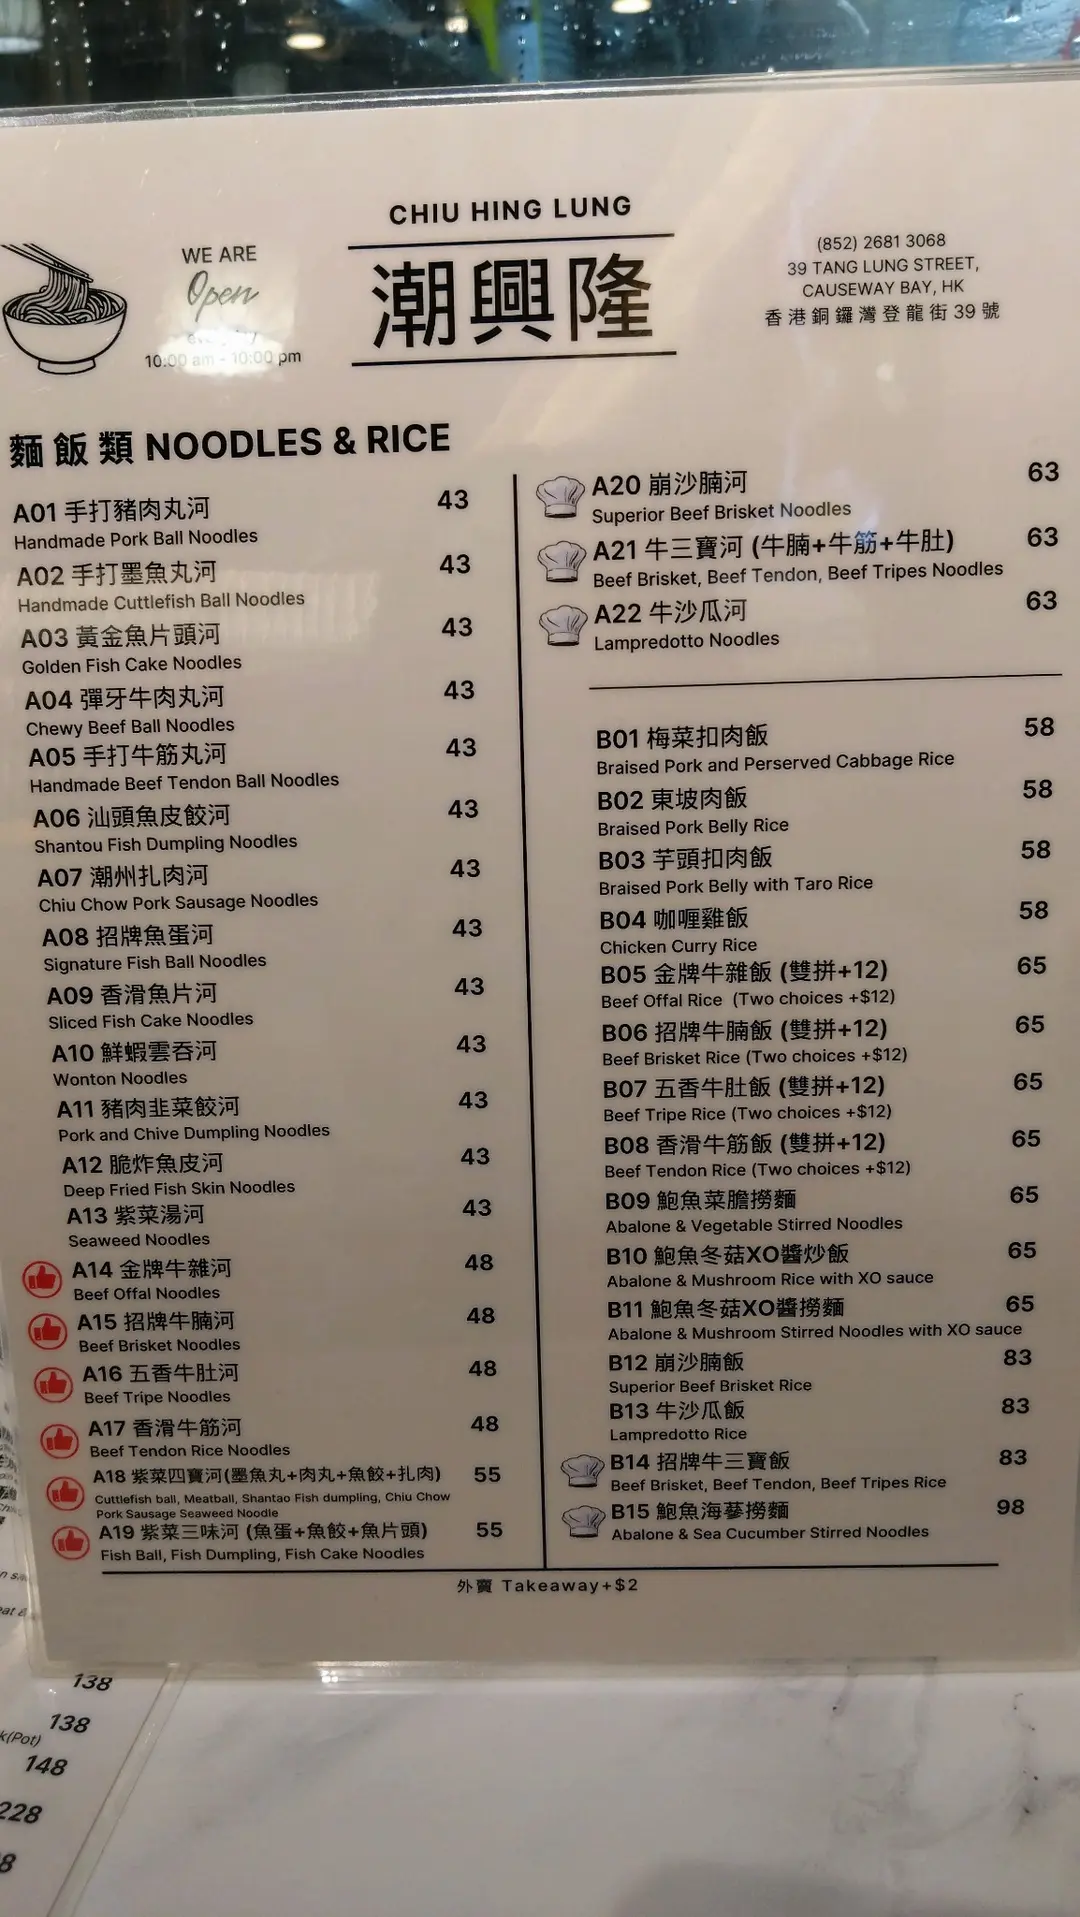 CHIU HING LUNG
潮興隆
WE ARE
Open
everyday
10:00 am - 10:00 pm
(852) 2681 3068
39 TANG LUNG STREET,
CAUSEWAY BAY, HK
香港銅鑼灣登龍街 39 號
麵飯類 NOODLES & RICE
A01 手打豬肉丸河 43
Handmade Pork Ball Noodles
A02 手打墨魚丸河 43
Handmade Cuttlefish Ball Noodles
A03 黃金魚片頭河 43
Golden Fish Cake Noodles
A04 彈牙牛肉丸河 43
Chewy Beef Ball Noodles
A05 手打牛筋丸河 43
Handmade Beef Tendon Ball Noodles
A06 汕頭魚皮餃河 43
Shantou Fish Dumpling Noodles
A07 潮州扎肉河 43
Chiu Chow Pork Sausage Noodles
A08 招牌魚蛋河 43
Signature Fish Ball Noodles
A09 香滑魚片河 43
Sliced Fish Cake Noodles
A10 鮮蝦雲吞河 43
Wonton Noodles
A11 豬肉韭菜餃河 43
Pork and Chive Dumpling Noodles
A12 脆炸魚皮河 43
Deep Fried Fish Skin Noodles
A13 紫菜湯河 43
Seaweed Noodles
A14 金牌牛雜河 48
Beef Offal Noodles
A15 招牌牛腩河 48
Beef Brisket Noodles
A16 五香牛肚河 48
Beef Tripe Noodles
A17 香滑牛筋河 48
Beef Tendon Rice Noodles
A18 紫菜四寶河(墨魚丸+肉丸+魚餃+扎肉) 55
Cuttlefish ball, Meatball, Shantao Fish dumpling, Chiu Chow
Pork Sausage Seaweed Noodle
A19 紫菜三味河 (魚蛋+魚餃+魚片頭) 55
Fish Ball, Fish Dumpling, Fish Cake Noodles
A20 崩沙腩河 63
Superior Beef Brisket Noodles
A21 牛三寶河 (牛腩+牛筋+牛肚) 63
Beef Brisket, Beef Tendon, Beef Tripes Noodles
A22 牛沙瓜河 63
Lampredotto Noodles
B01 梅菜扣肉飯 58
Braised Pork and Perserved Cabbage Rice
B02 東坡肉飯 58
Braised Pork Belly Rice
B03 芋頭扣肉飯 58
Braised Pork Belly with Taro Rice
B04 咖喱雞飯 58
Chicken Curry Rice
B05 金牌牛雜飯 (雙拼+12) 65
Beef Offal Rice (Two choices +$12)
B06 招牌牛腩飯 (雙拼+12) 65
Beef Brisket Rice (Two choices +$12)
B07 五香牛肚飯 (雙拼+12) 65
Beef Tripe Rice (Two choices +$12)
B08 香滑牛筋飯 (雙拼+12) 65
Beef Tendon Rice (Two choices +$12)
B09 鮑魚菜膽撈麵 65
Abalone & Vegetable Stirred Noodles
B10 鮑魚冬菇XO醬炒飯 65
Abalone & Mushroom Rice with XO sauce
B11 鮑魚冬菇XO醬撈麵 65
Abalone & Mushroom Stirred Noodles with XO sauce
B12 崩沙腩飯 83
Superior Beef Brisket Rice
B13 牛沙瓜飯 83
Lampredotto Rice
B14 招牌牛三寶飯 83
Beef Brisket, Beef Tendon, Beef Tripes Rice
B15 鮑魚海蔘撈麵 98
Abalone & Sea Cucumber Stirred Noodles
外賣 Takeaway+$2
138
138
k(Pot)
148
228
8